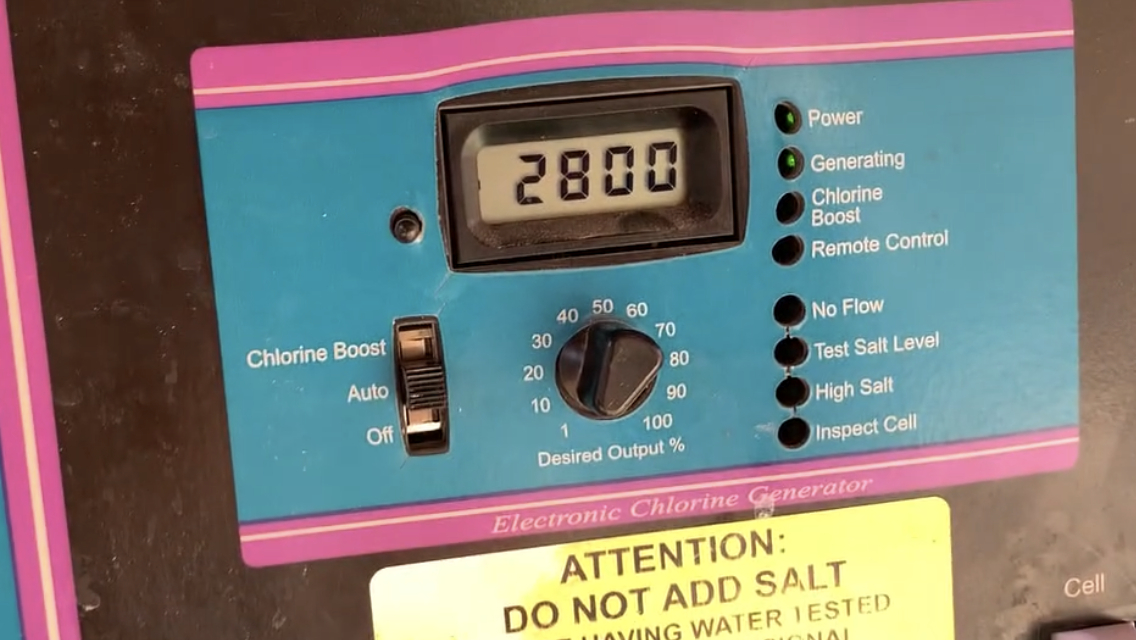 2800
Power
Generating
Chlorine
Boost
Remote Control
No Flow
Test Salt Level
High Salt
Inspect Cell
Chlorine Boost
Auto
Off
1
10
20
30
40
50
60
70
80
90
100
Desired Output %
Electronic Chlorine Generator
ATTENTION:
DO NOT ADD SALT
HAVING WATER TESTED
Cell